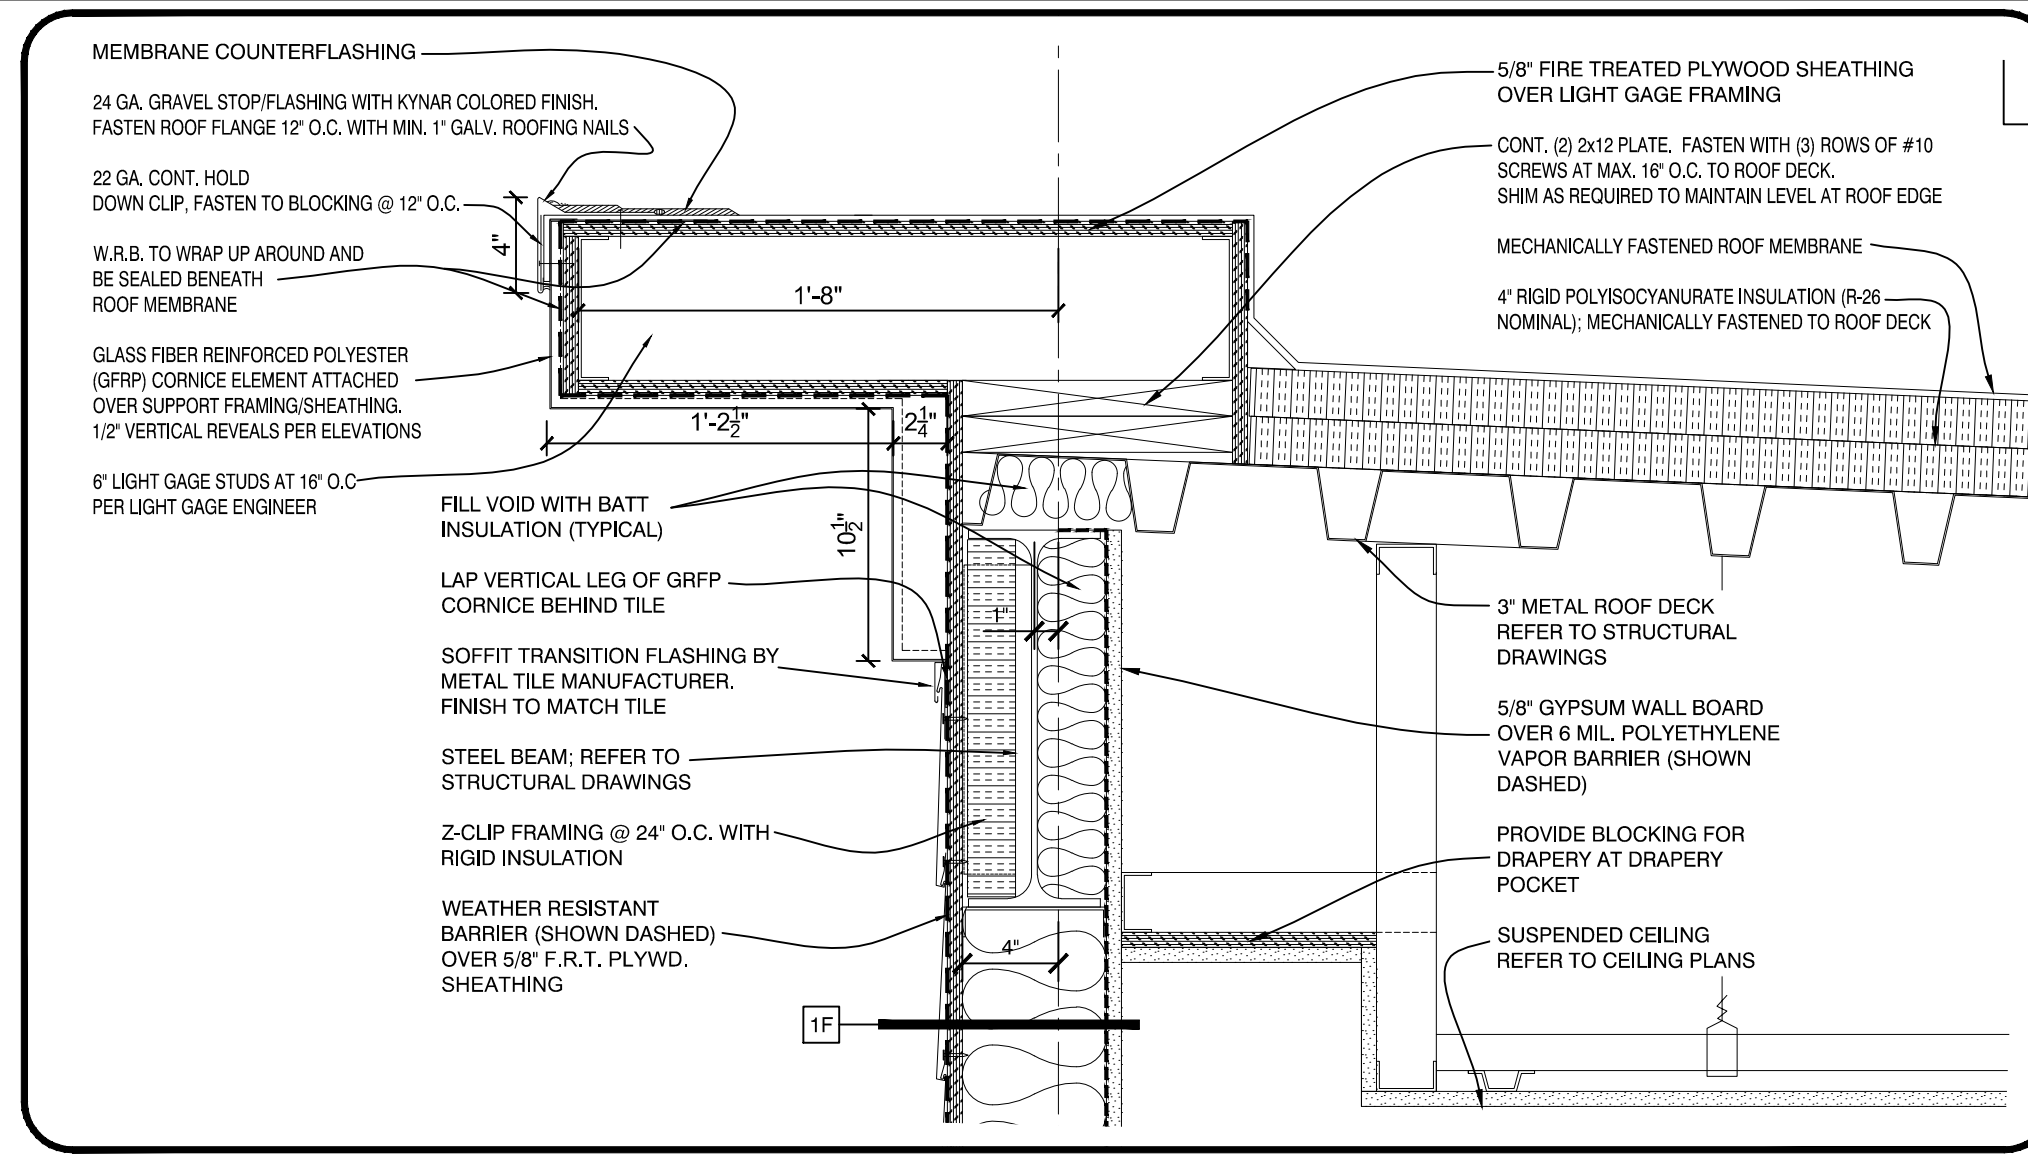 MEMBRANE COUNTERFLASHING
24 GA. GRAVEL STOP/FLASHING WITH KYNAR COLORED FINISH.
FASTEN ROOF FLANGE 12" O.C. WITH MIN. 1" GALV. ROOFING NAILS
22 GA. CONT. HOLD
DOWN CLIP, FASTEN TO BLOCKING @ 12" O.C.
W.R.B. TO WRAP UP AROUND AND
BE SEALED BENEATH
ROOF MEMBRANE
GLASS FIBER REINFORCED POLYESTER
(GFRP) CORNICE ELEMENT ATTACHED
OVER SUPPORT FRAMING/SHEATHING.
1/2" VERTICAL REVEALS PER ELEVATIONS
6" LIGHT GAGE STUDS AT 16" O.C
PER LIGHT GAGE ENGINEER
4"
1'-8"
1'-2 1/2"
2 1/4"
10 1/2"
1"
4"
FILL VOID WITH BATT
INSULATION (TYPICAL)
LAP VERTICAL LEG OF GRFP
CORNICE BEHIND TILE
SOFFIT TRANSITION FLASHING BY
METAL TILE MANUFACTURER.
FINISH TO MATCH TILE
STEEL BEAM; REFER TO
STRUCTURAL DRAWINGS
Z-CLIP FRAMING @ 24" O.C. WITH
RIGID INSULATION
WEATHER RESISTANT
BARRIER (SHOWN DASHED)
OVER 5/8" F.R.T. PLYWD.
SHEATHING
1F
5/8" FIRE TREATED PLYWOOD SHEATHING
OVER LIGHT GAGE FRAMING
CONT. (2) 2x12 PLATE. FASTEN WITH (3) ROWS OF #10
SCREWS AT MAX. 16" O.C. TO ROOF DECK.
SHIM AS REQUIRED TO MAINTAIN LEVEL AT ROOF EDGE
MECHANICALLY FASTENED ROOF MEMBRANE
4" RIGID POLYISOCYANURATE INSULATION (R-26
NOMINAL); MECHANICALLY FASTENED TO ROOF DECK
3" METAL ROOF DECK
REFER TO STRUCTURAL
DRAWINGS
5/8" GYPSUM WALL BOARD
OVER 6 MIL. POLYETHYLENE
VAPOR BARRIER (SHOWN
DASHED)
PROVIDE BLOCKING FOR
DRAPERY AT DRAPERY
POCKET
SUSPENDED CEILING
REFER TO CEILING PLANS